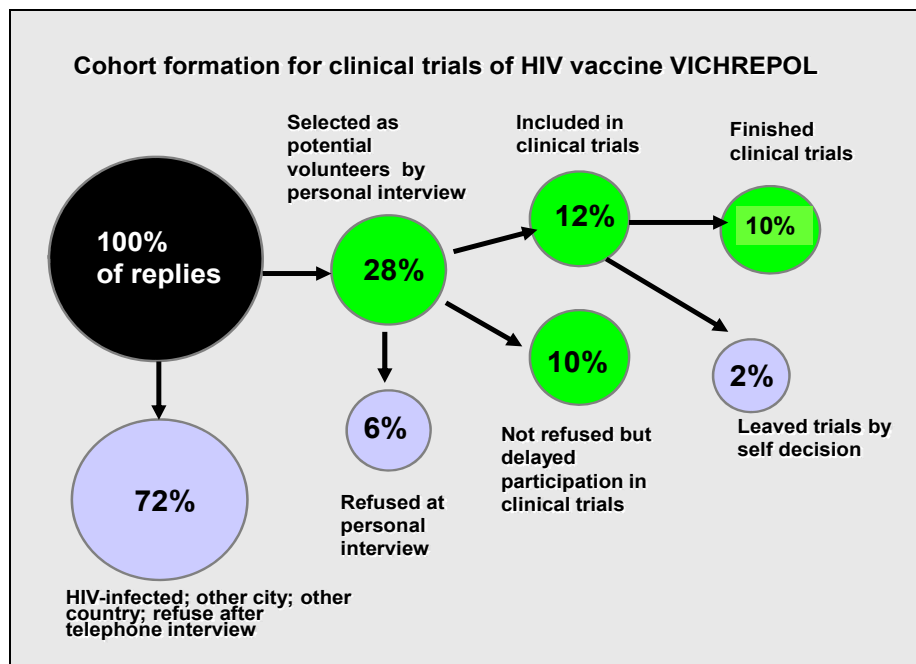 Cohort formation for clinical trials of HIV vaccine VICHREPOL
Selected as
potential
volunteers by
personal interview
Included in
clinical trials
Finished
clinical trials
100%
of replies
28%
12%
10%
10%
2%
6%
72%
Leaved trials by
self decision
Not refused but
delayed
participation in
clinical trials
Refused at
personal
interview
HIV-infected; other city; other
country; refuse after
telephone interview